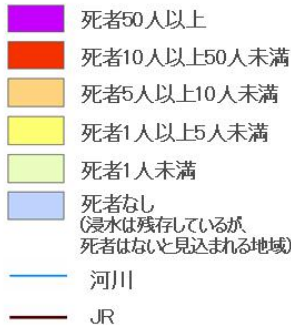 死者50人以上
死者10人以上50人未満
死者5人以上10人未満
死者1人以上5人未満
死者1人未満
死者なし
(浸水は残存しているが、
死者はないと見込まれる地域)
河川
JR